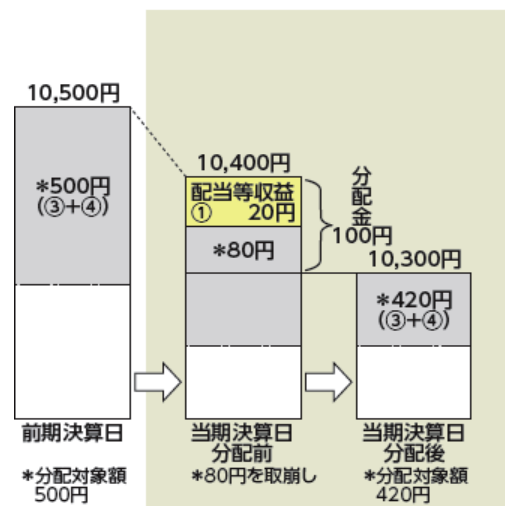 10,500円
*500円
(③+④)
前期決算日
*分配対象額
500円
10,400円
配当等収益
① 20円
*80円
分配金
100円
当期決算日
分配前
*80円を取崩し
10,300円
*420円
(③+④)
当期決算日
分配後
*分配対象額
420円